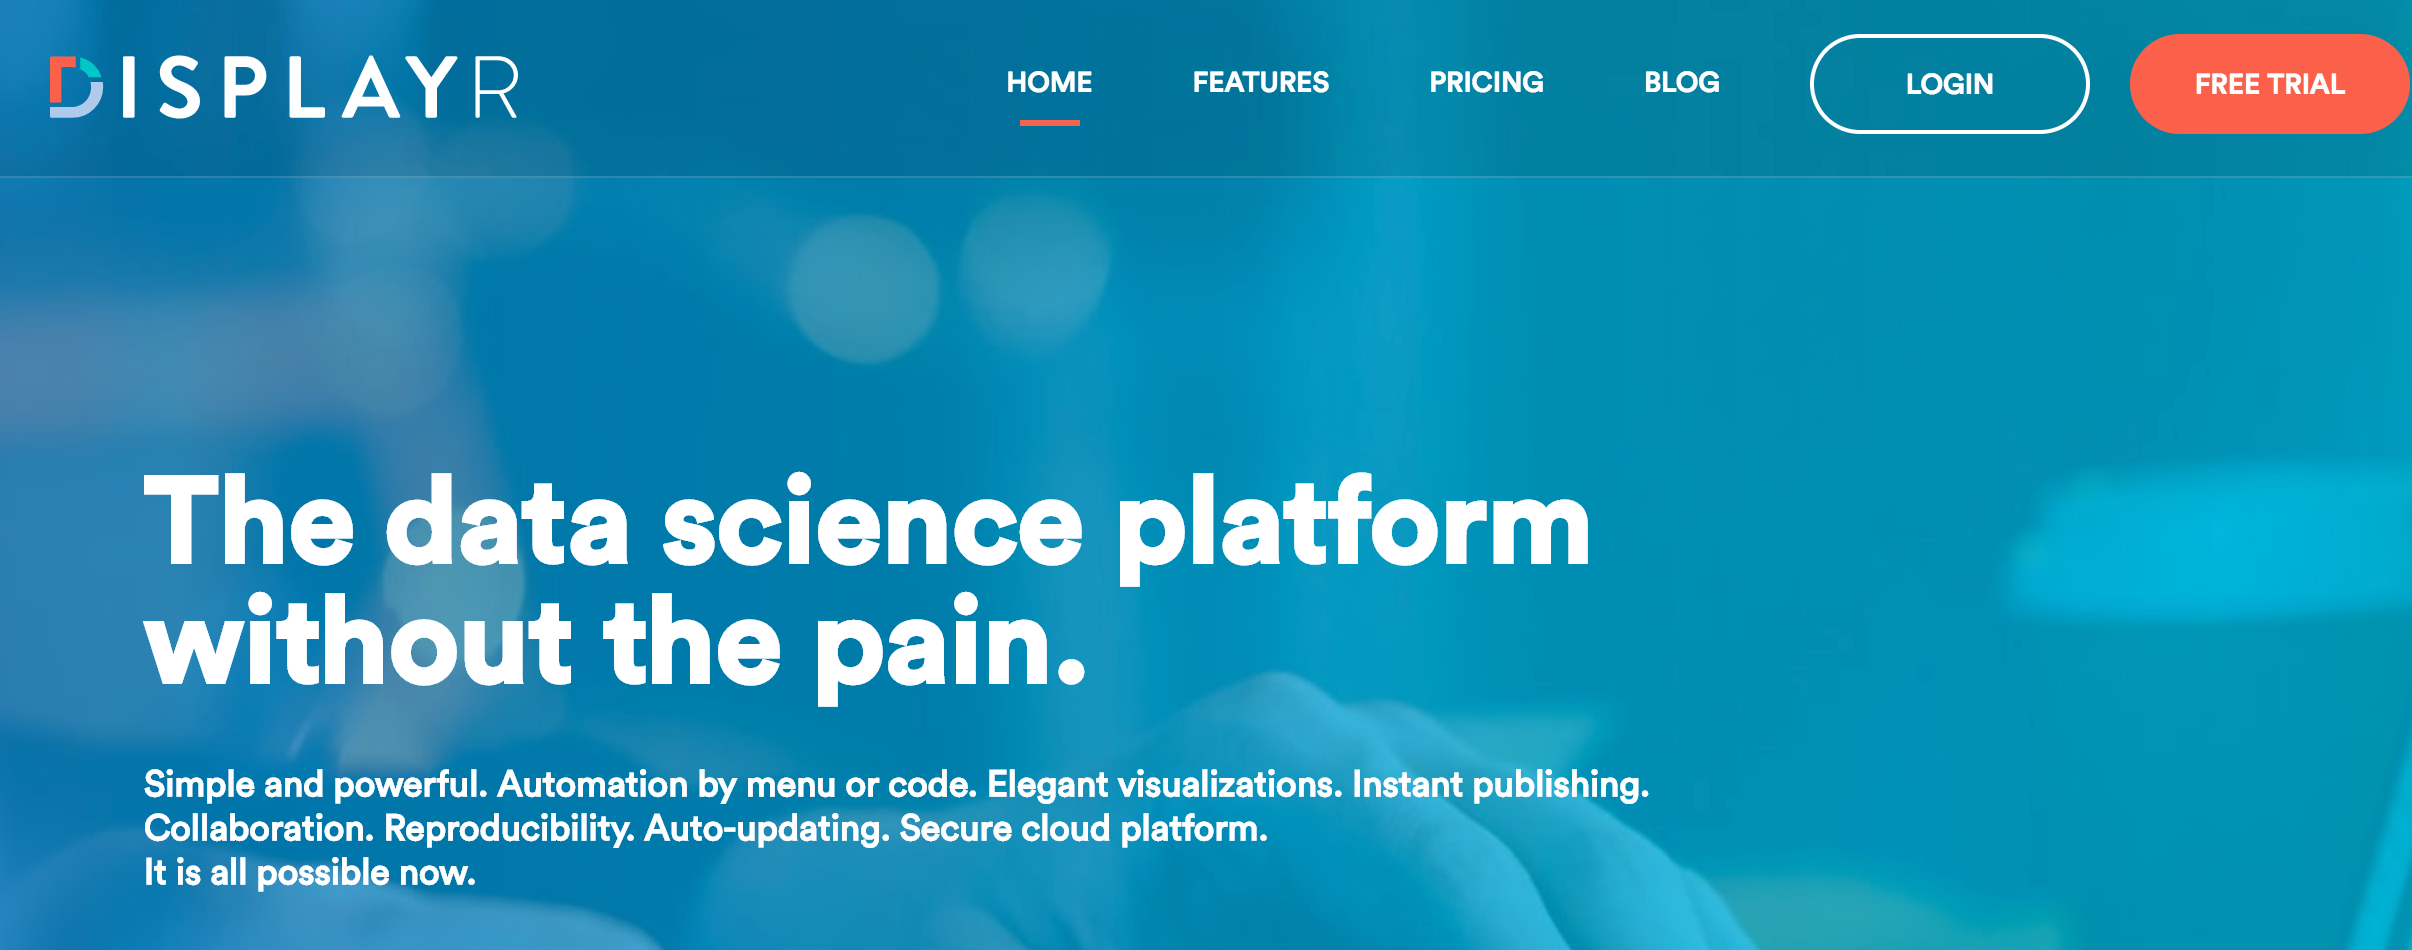 DISPLAYR
HOME FEATURES PRICING BLOG LOGIN FREE TRIAL
The data science platform
without the pain.
Simple and powerful. Automation by menu or code. Elegant visualizations. Instant publishing.
Collaboration. Reproducibility. Auto-updating. Secure cloud platform.
It is all possible now.